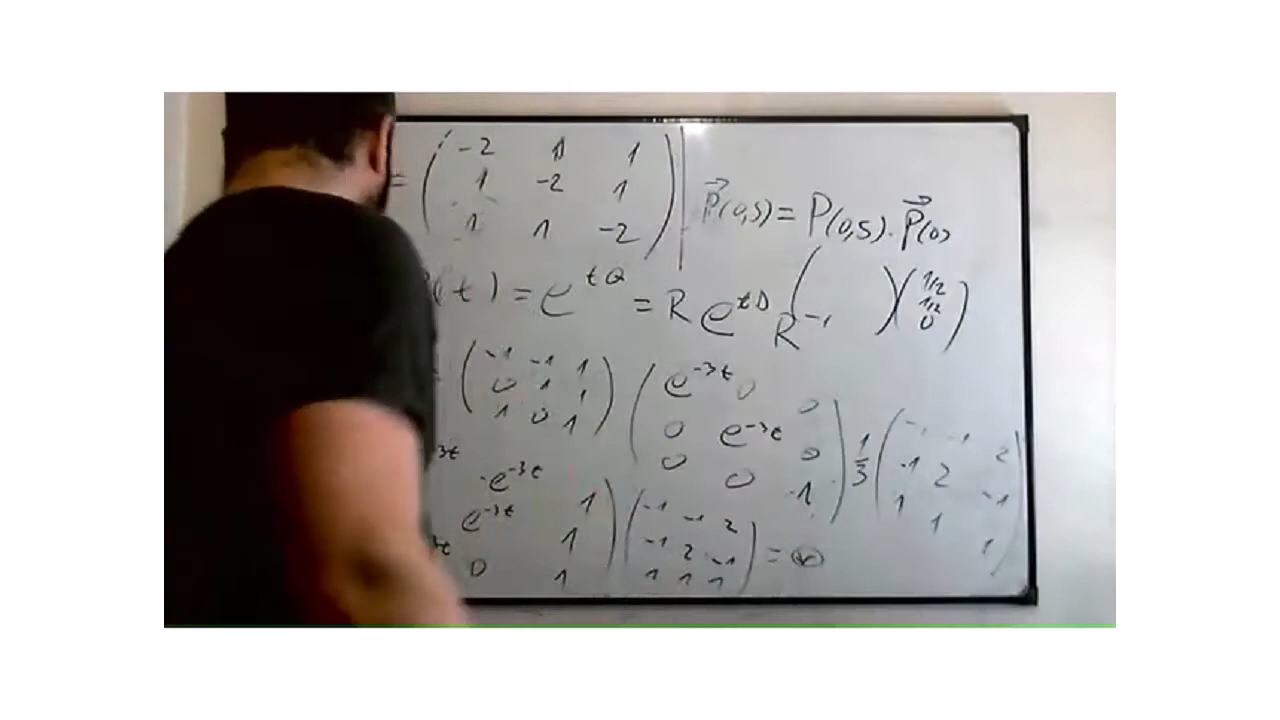 = ( -2 1 1
1 -2 1
1 1 -2 )
P⃗(0,5) = P(0,5) · P⃗(0)
( ) ( 1/2
1/2
0 )
(t) = e^{tQ} = R e^{tD} R^{-1}
( -1 -1 1
0 1 1
1 0 1 )
( e^{-3t} 0 0
0 e^{-3t} 0
0 0 1 )
1/3 ( -1 -1 2
-1 2 -1
1 1 1 )
3t -e^{-3t} 1
e^{-3t} 1
3t 0 1 )
( -1 -1 2
-1 2 -1
1 1 1 ) =